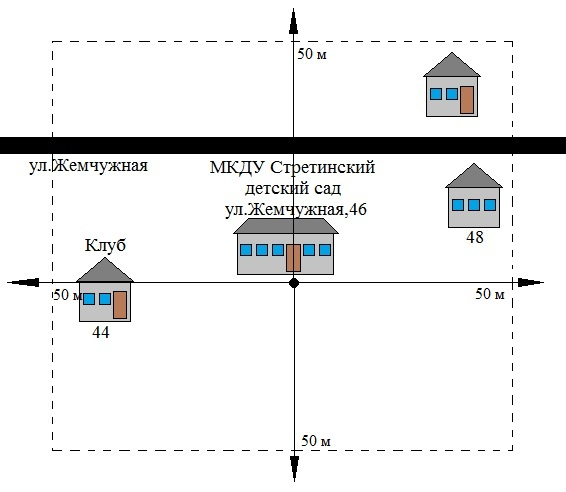 50 м
ул.Жемчужная
МКДУ Стретинский
детский сад
ул.Жемчужная,46
48
Клуб
50 м
50 м
44
50 м